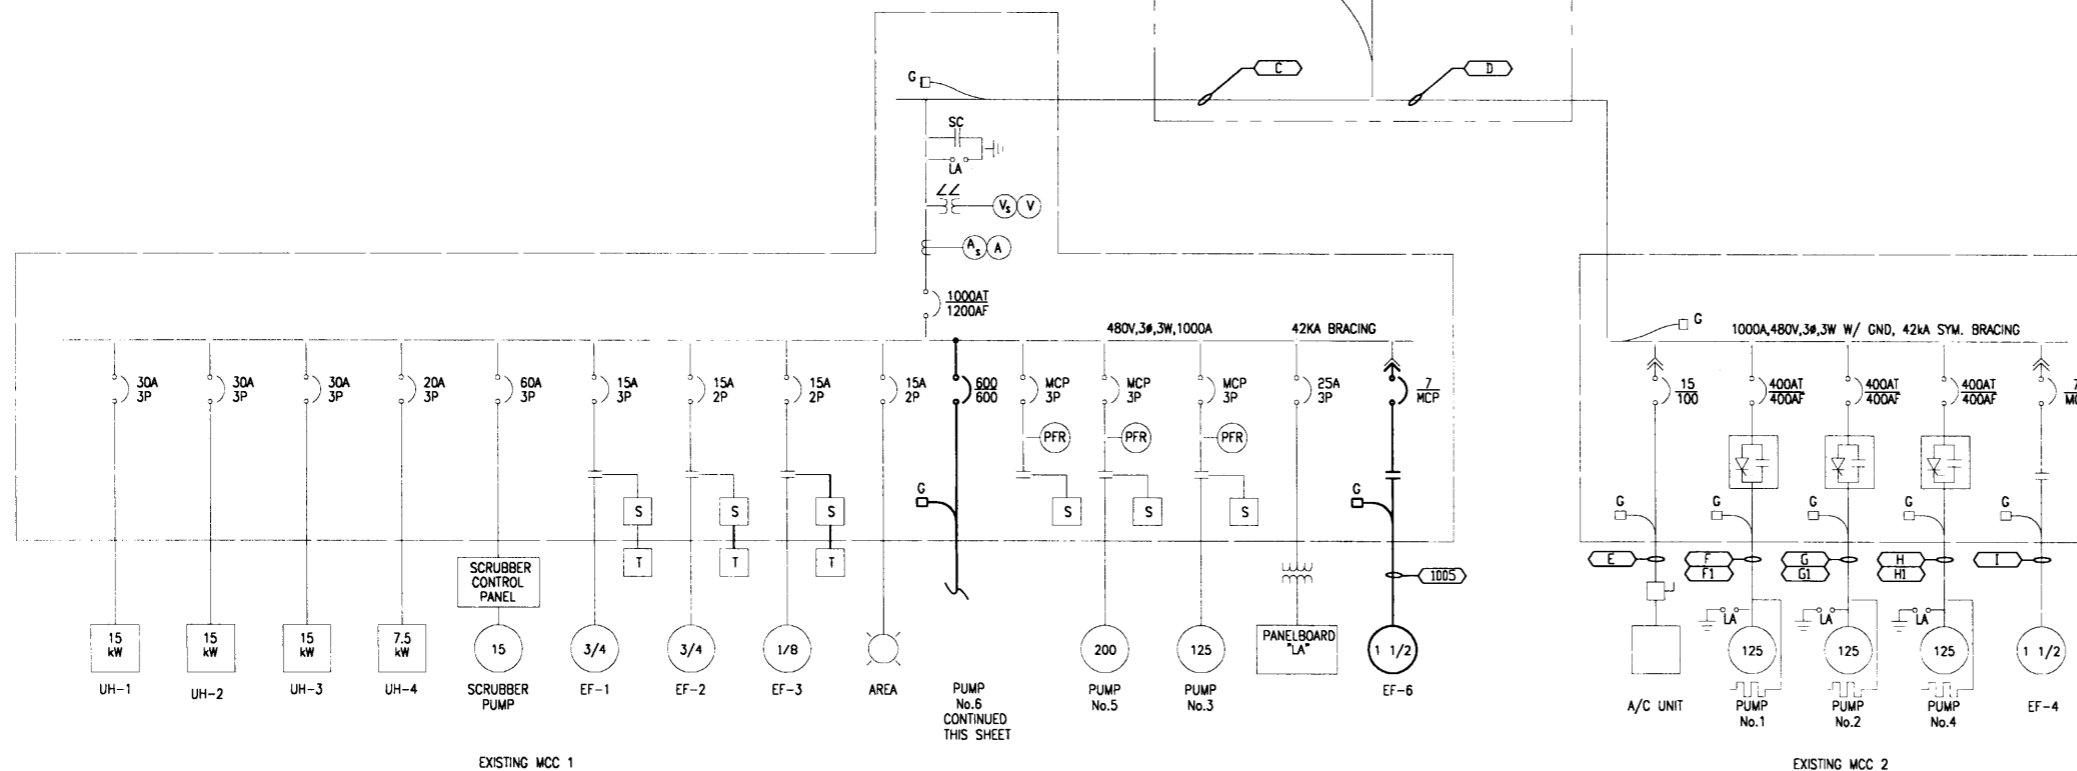 C
D
G
SC
LA
Vs V
As A
1000AT
1200AF
480V,3ø,3W,1000A
42KA BRACING
G
1000A,480V,3ø,3W W/ GND, 42kA SYM. BRACING
30A
3P
30A
3P
30A
3P
20A
3P
60A
3P
15A
3P
15A
2P
15A
2P
15A
2P
600
600
MCP
3P
MCP
3P
MCP
3P
25A
3P
7
MCP
15
100
400AT
400AF
400AT
400AF
400AT
400AF
7
PFR
PFR
PFR
G
G
G
G
G
G
G
S
S
S
S
S
S
T
T
T
SCRUBBER
CONTROL
PANEL
1005
E
F
F1
G
G1
H
H1
I
LA
LA
LA
15
kW
15
kW
15
kW
7.5
kW
15
3/4
3/4
1/8
200
125
PANELBOARD
"LA"
1 1/2
125
125
125
1 1/2
UH-1
UH-2
UH-3
UH-4
SCRUBBER
PUMP
EF-1
EF-2
EF-3
AREA
PUMP
No.6
CONTINUED
THIS SHEET
PUMP
No.5
PUMP
No.3
EF-6
A/C UNIT
PUMP
No.1
PUMP
No.2
PUMP
No.4
EF-4
EXISTING MCC 1
EXISTING MCC 2